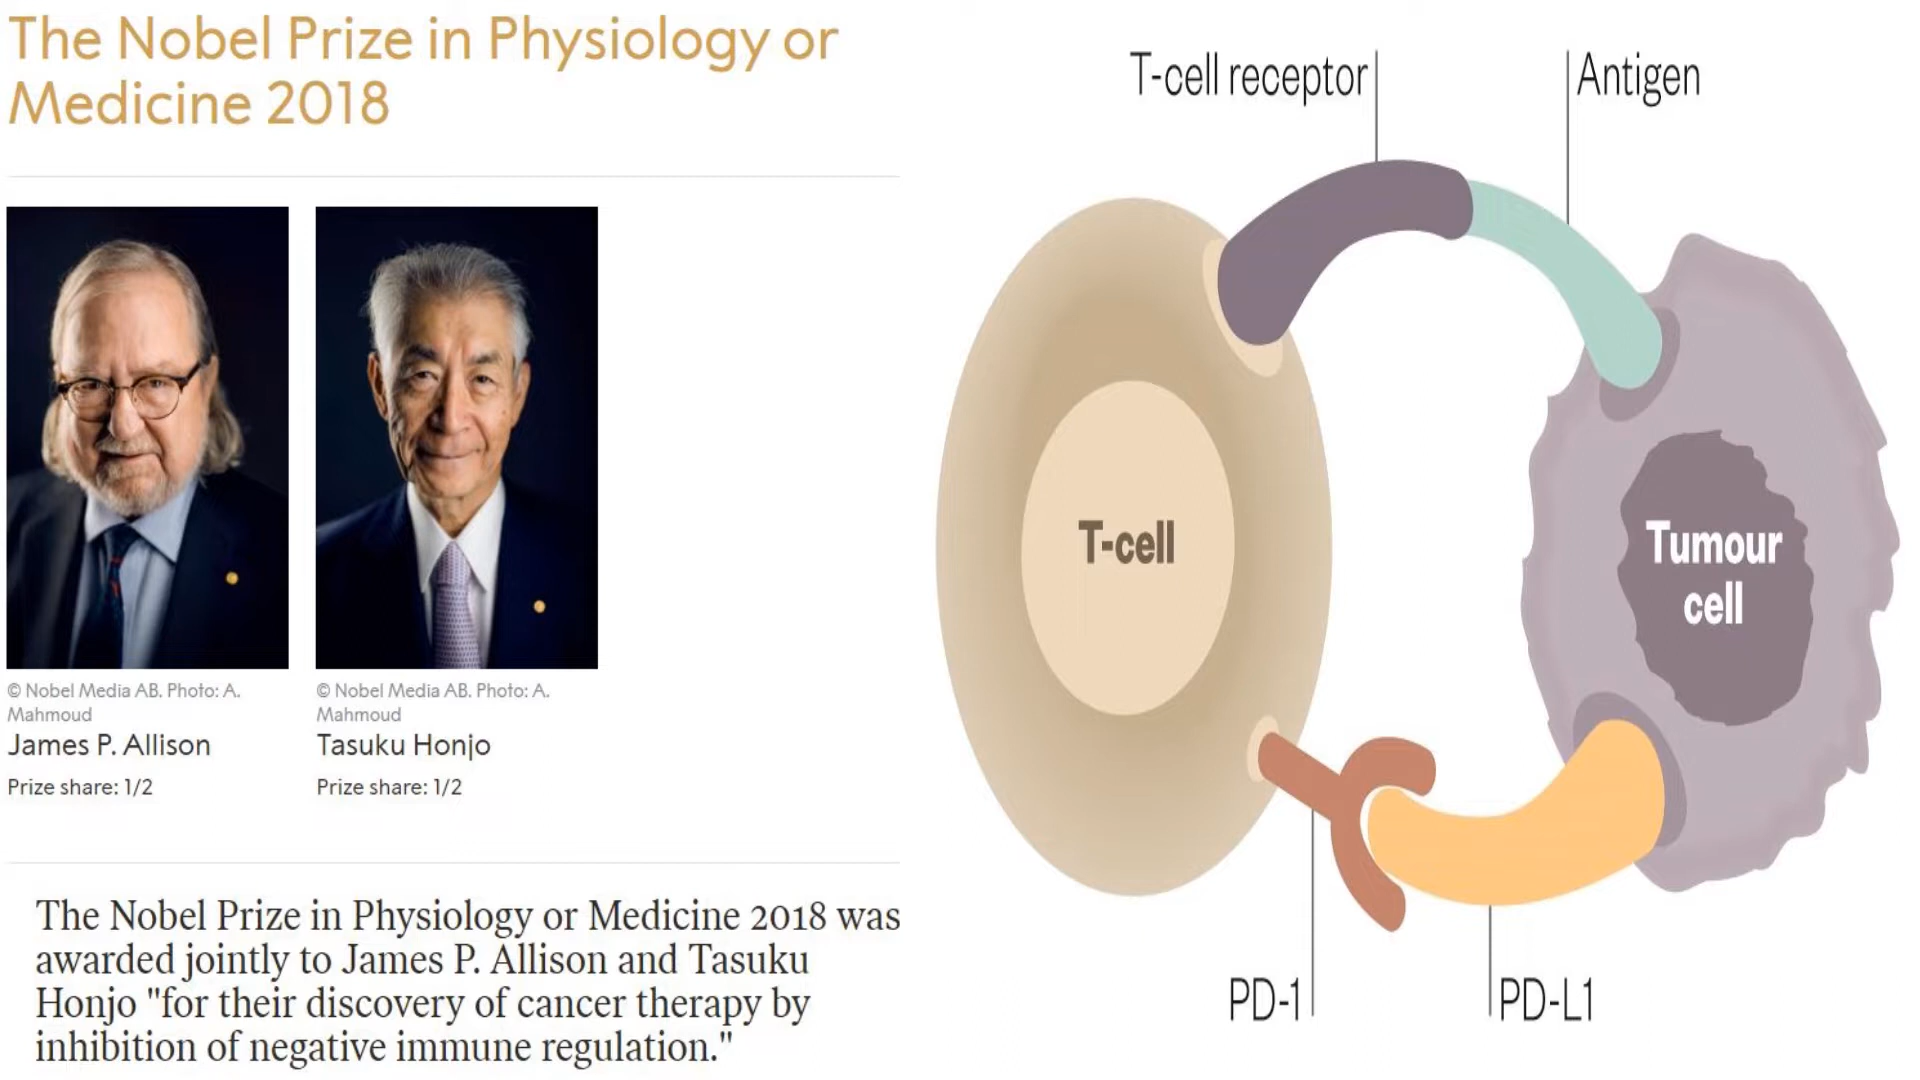 The Nobel Prize in Physiology or
Medicine 2018
© Nobel Media AB. Photo: A.
Mahmoud
James P. Allison
Prize share: 1/2
© Nobel Media AB. Photo: A.
Mahmoud
Tasuku Honjo
Prize share: 1/2
The Nobel Prize in Physiology or Medicine 2018 was
awarded jointly to James P. Allison and Tasuku
Honjo "for their discovery of cancer therapy by
inhibition of negative immune regulation."
T-cell receptor
Antigen
T-cell
Tumour
cell
PD-1
PD-L1